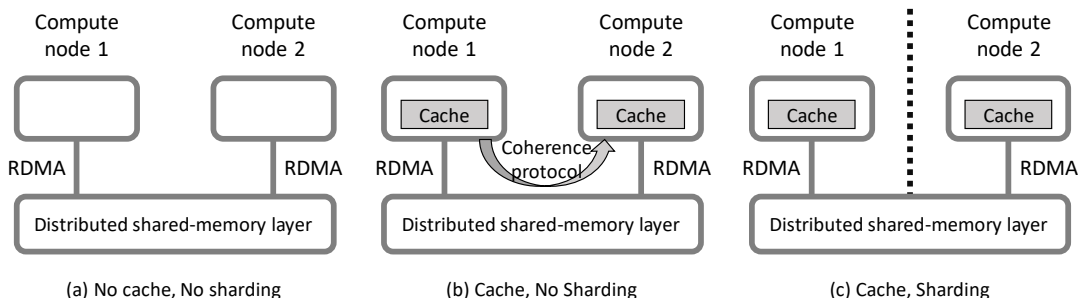 Compute
node 1
Compute
node 2
RDMA
RDMA
Distributed shared-memory layer
(a) No cache, No sharding
Compute
node 1
Compute
node 2
Cache
Cache
Coherence
protocol
RDMA
RDMA
Distributed shared-memory layer
(b) Cache, No Sharding
Compute
node 1
Compute
node 2
Cache
Cache
RDMA
RDMA
Distributed shared-memory layer
(c) Cache, Sharding